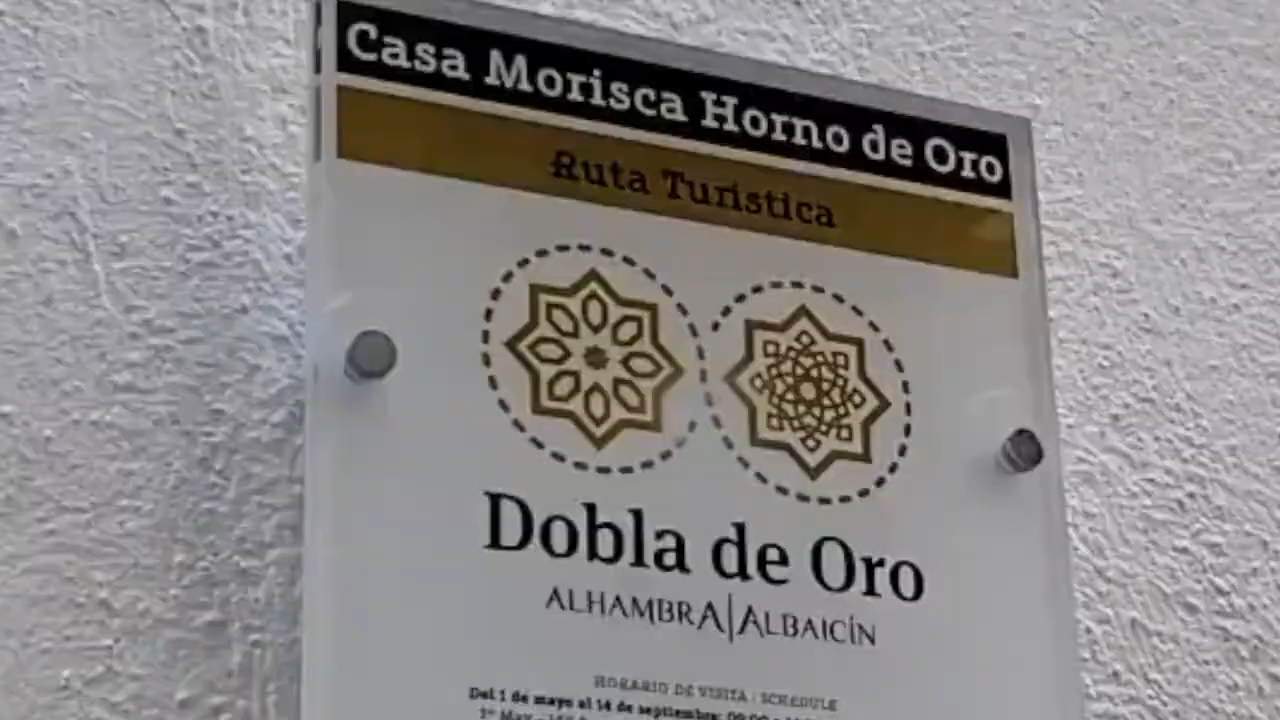 Casa Morisca Horno de Oro
Ruta Turística
Dobla de Oro
ALHAMBRA|ALBAICÍN
HORARIO DE VISITA / SCHEDULE
Del 1 de mayo al 14 de septiembre: 09:00